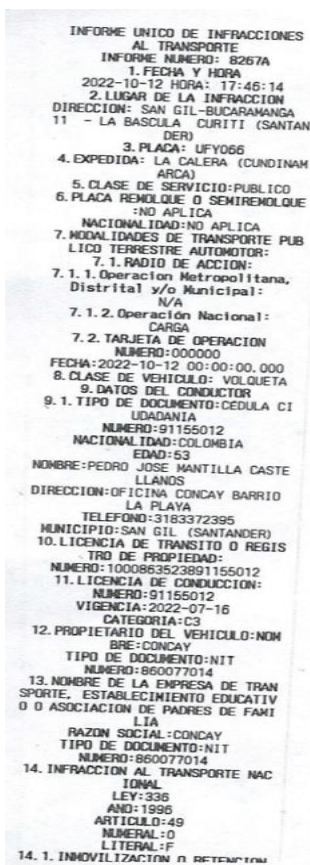 INFORME UNICO DE INFRACCIONES
AL TRANSPORTE
INFORME NUMERO: 8267A
1. FECHA Y HORA
2022-10-12 HORA: 17:46:14
2. LUGAR DE LA INFRACCION
DIRECCION: SAN GIL-BUCARAMANGA
11 - LA BASCULA CURITI (SANTAN
DER)
3. PLACA: UFY066
4. EXPEDIDA: LA CALERA (CUNDINAM
ARCA)
5. CLASE DE SERVICIO:PUBLICO
6. PLACA REMOLQUE O SEMIREMOLQUE
:NO APLICA
NACIONALIDAD:NO APLICA
7. MODALIDADES DE TRANSPORTE PUB
LICO TERRESTRE AUTOMOTOR:
7.1. RADIO DE ACCION:
7.1.1. Operacion Metropolitana,
Distrital y/o Municipal:
N/A
7.1.2. Operación Nacional:
CARGA
7.2. TARJETA DE OPERACION
NUMERO:000000
FECHA:2022-10-12 00:00:00.000
8. CLASE DE VEHICULO: VOLQUETA
9. DATOS DEL CONDUCTOR
9.1. TIPO DE DOCUMENTO:CEDULA CI
UDADANIA
NUMERO:91155012
NACIONALIDAD:COLOMBIA
EDAD:53
NOMBRE:PEDRO JOSE MANTILLA CASTE
LLANOS
DIRECCION:OFICINA CONCAY BARRIO
LA PLAYA
TELEFONO:3183372395
MUNICIPIO:SAN GIL (SANTANDER)
10. LICENCIA DE TRANSITO O REGIS
TRO DE PROPIEDAD:
NUMERO:1000863523891155012
11. LICENCIA DE CONDUCCION:
NUMERO:91155012
VIGENCIA:2022-07-16
CATEGORIA:C3
12. PROPIETARIO DEL VEHICULO:NOM
BRE:CONCAY
TIPO DE DOCUMENTO:NIT
NUMERO:860077014
13. NOMBRE DE LA EMPRESA DE TRAN
SPORTE, ESTABLECIMIENTO EDUCATIV
O O ASOCIACION DE PADRES DE FAMI
LIA
RAZON SOCIAL:CONCAY
TIPO DE DOCUMENTO:NIT
NUMERO:860077014
14. INFRACCION AL TRANSPORTE NAC
IONAL
LEY:336
ANO:1996
ARTICULO:49
NUMERAL:0
LITERAL:F
14.1. INMOVILIZACION O RETENCION